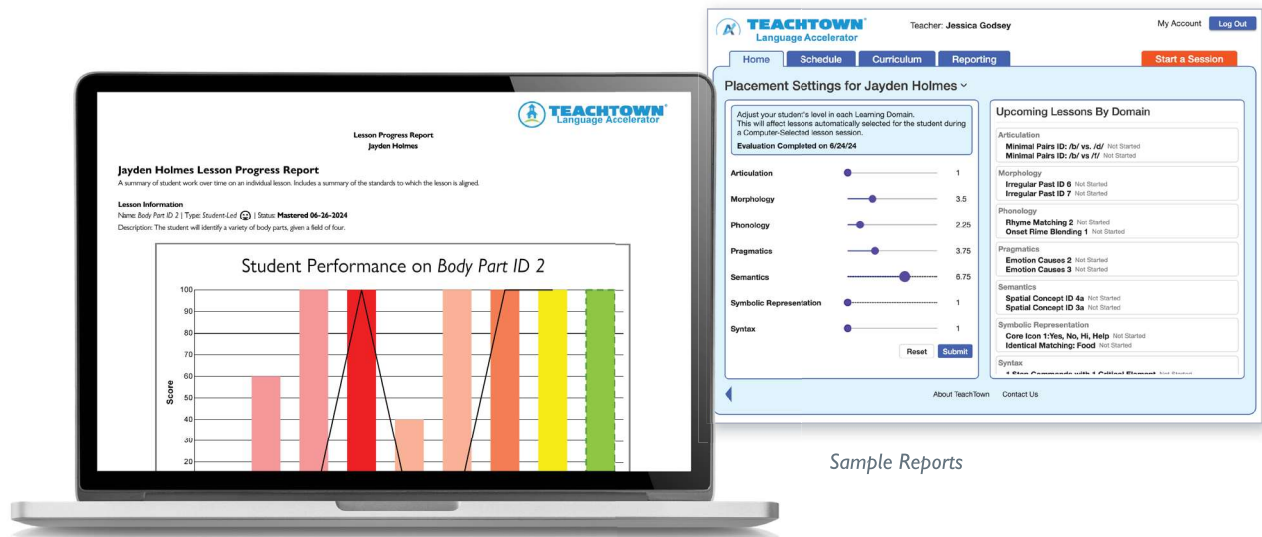 TEACHTOWN®
Language Accelerator
Lesson Progress Report
Jayden Holmes
Jayden Holmes Lesson Progress Report
A summary of student work over time on an individual lesson. Includes a summary of the standards to which the lesson is aligned.
Lesson Information
Name: Body Part ID 2 | Type: Student-Led | Status: Mastered 06-26-2024
Description: The student will identify a variety of body parts, given a field of four.
Student Performance on Body Part ID 2
Score
100
90
80
70
60
50
40
30
20
TEACHTOWN®
Language Accelerator
Teacher: Jessica Godsey
My Account Log Out
Home Schedule Curriculum Reporting Start a Session
Placement Settings for Jayden Holmes
Adjust your student's level in each Learning Domain.
This will affect lessons automatically selected for the student during
a Computer-Selected lesson session.
Evaluation Completed on 6/24/24
Articulation 1
Morphology 3.5
Phonology 2.25
Pragmatics 3.75
Semantics 6.75
Symbolic Representation 1
Syntax 1
Reset Submit
Upcoming Lessons By Domain
Articulation
Minimal Pairs ID: /b/ vs. /d/ Not Started
Minimal Pairs ID: /b/ vs /f/ Not Started
Morphology
Irregular Past ID 6 Not Started
Irregular Past ID 7 Not Started
Phonology
Rhyme Matching 2 Not Started
Onset Rime Blending 1 Not Started
Pragmatics
Emotion Causes 2 Not Started
Emotion Causes 3 Not Started
Semantics
Spatial Concept ID 4a Not Started
Spatial Concept ID 3a Not Started
Symbolic Representation
Core Icon 1:Yes, No, Hi, Help Not Started
Identical Matching: Food Not Started
Syntax
1 Step Commands with 1 Critical Element Not Started
About TeachTown Contact Us
Sample Reports